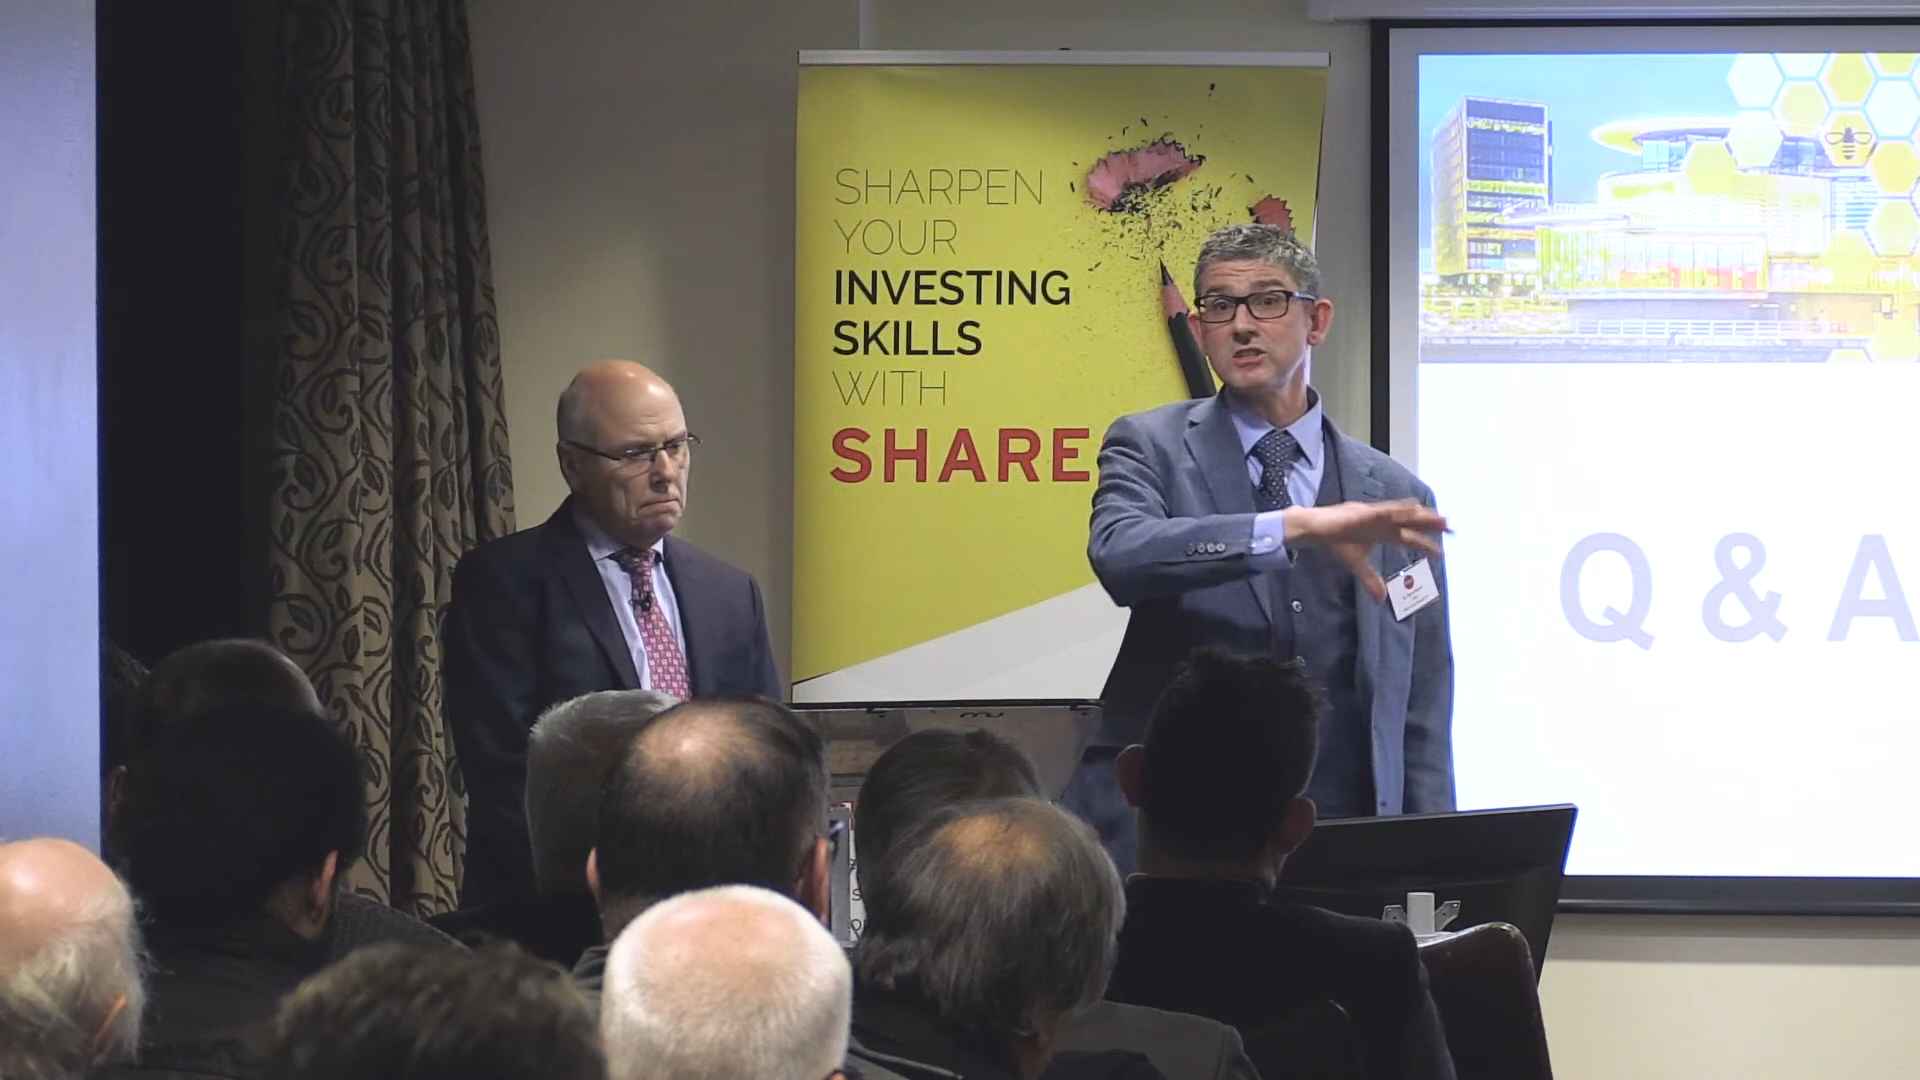 SHARPEN
YOUR
INVESTING
SKILLS
WITH
SHARE
Q & A